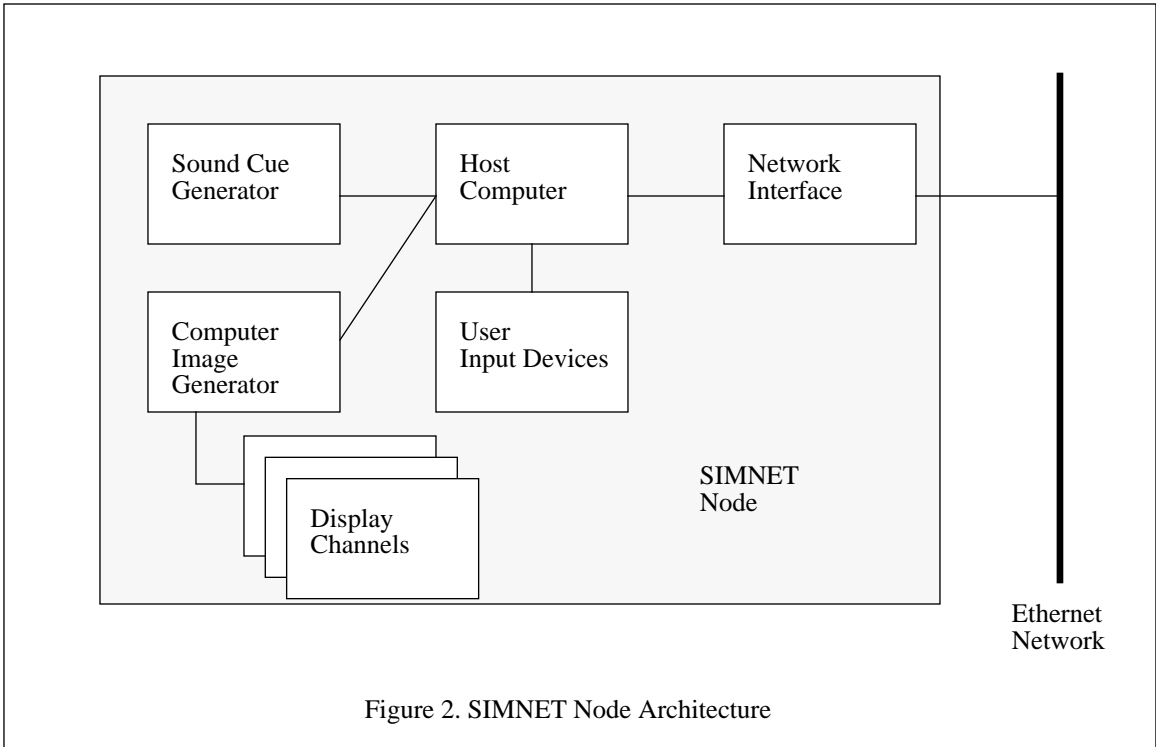 Sound Cue
Generator
Host
Computer
Network
Interface
Computer
Image
Generator
User
Input Devices
Display
Channels
SIMNET
Node
Ethernet
Network
Figure 2. SIMNET Node Architecture